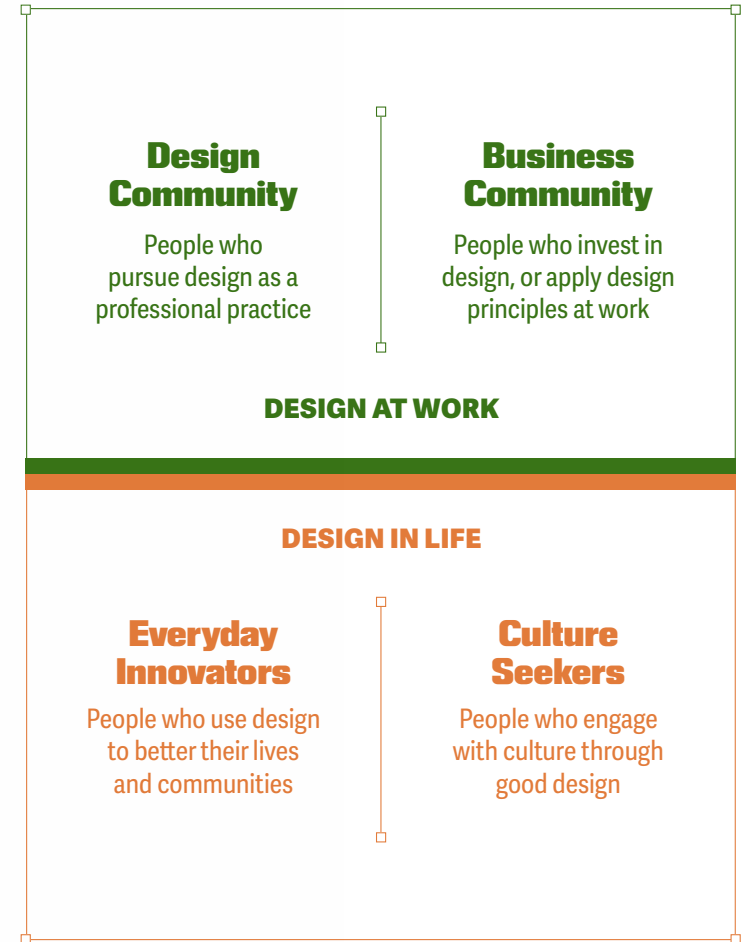 Design
Community
People who
pursue design as a
professional practice
Business
Community
People who invest in
design, or apply design
principles at work
DESIGN AT WORK
DESIGN IN LIFE
Everyday
Innovators
People who use design
to better their lives
and communities
Culture
Seekers
People who engage
with culture through
good design